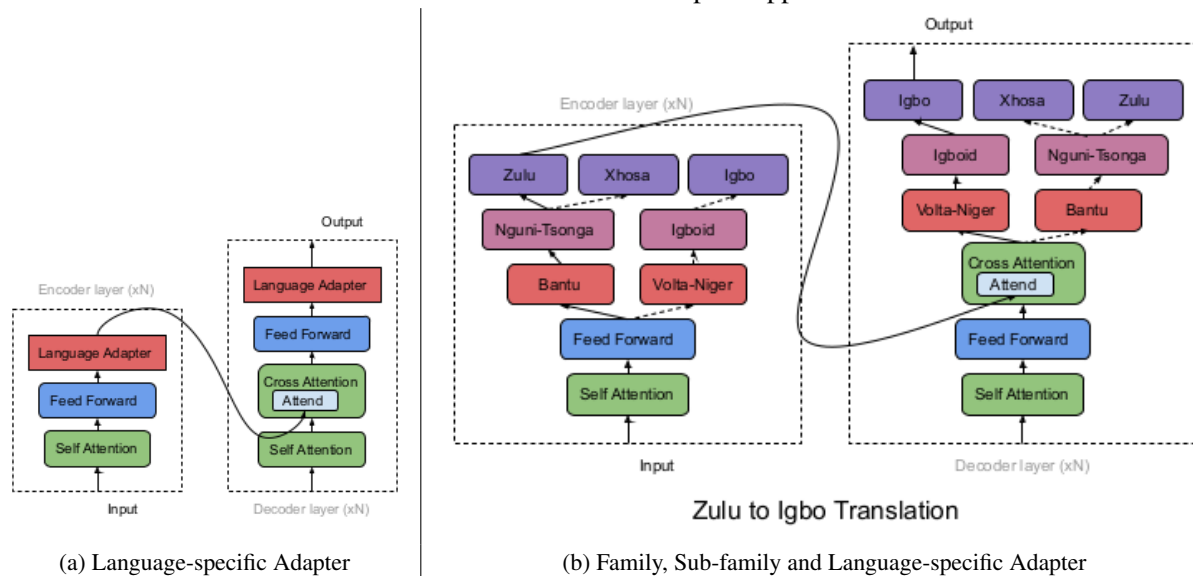 Output
Encoder layer (xN)
Language Adapter
Language Adapter
Feed Forward
Feed Forward
Cross Attention
Attend
Self Attention
Self Attention
Input
Decoder layer (xN)
(a) Language-specific Adapter
Output
Encoder layer (xN)
Igbo
Xhosa
Zulu
Igboid
Nguni-Tsonga
Volta-Niger
Bantu
Cross Attention
Attend
Feed Forward
Self Attention
Decoder layer (xN)
Zulu
Xhosa
Igbo
Nguni-Tsonga
Igboid
Bantu
Volta-Niger
Feed Forward
Self Attention
Input
Zulu to Igbo Translation
(b) Family, Sub-family and Language-specific Adapter